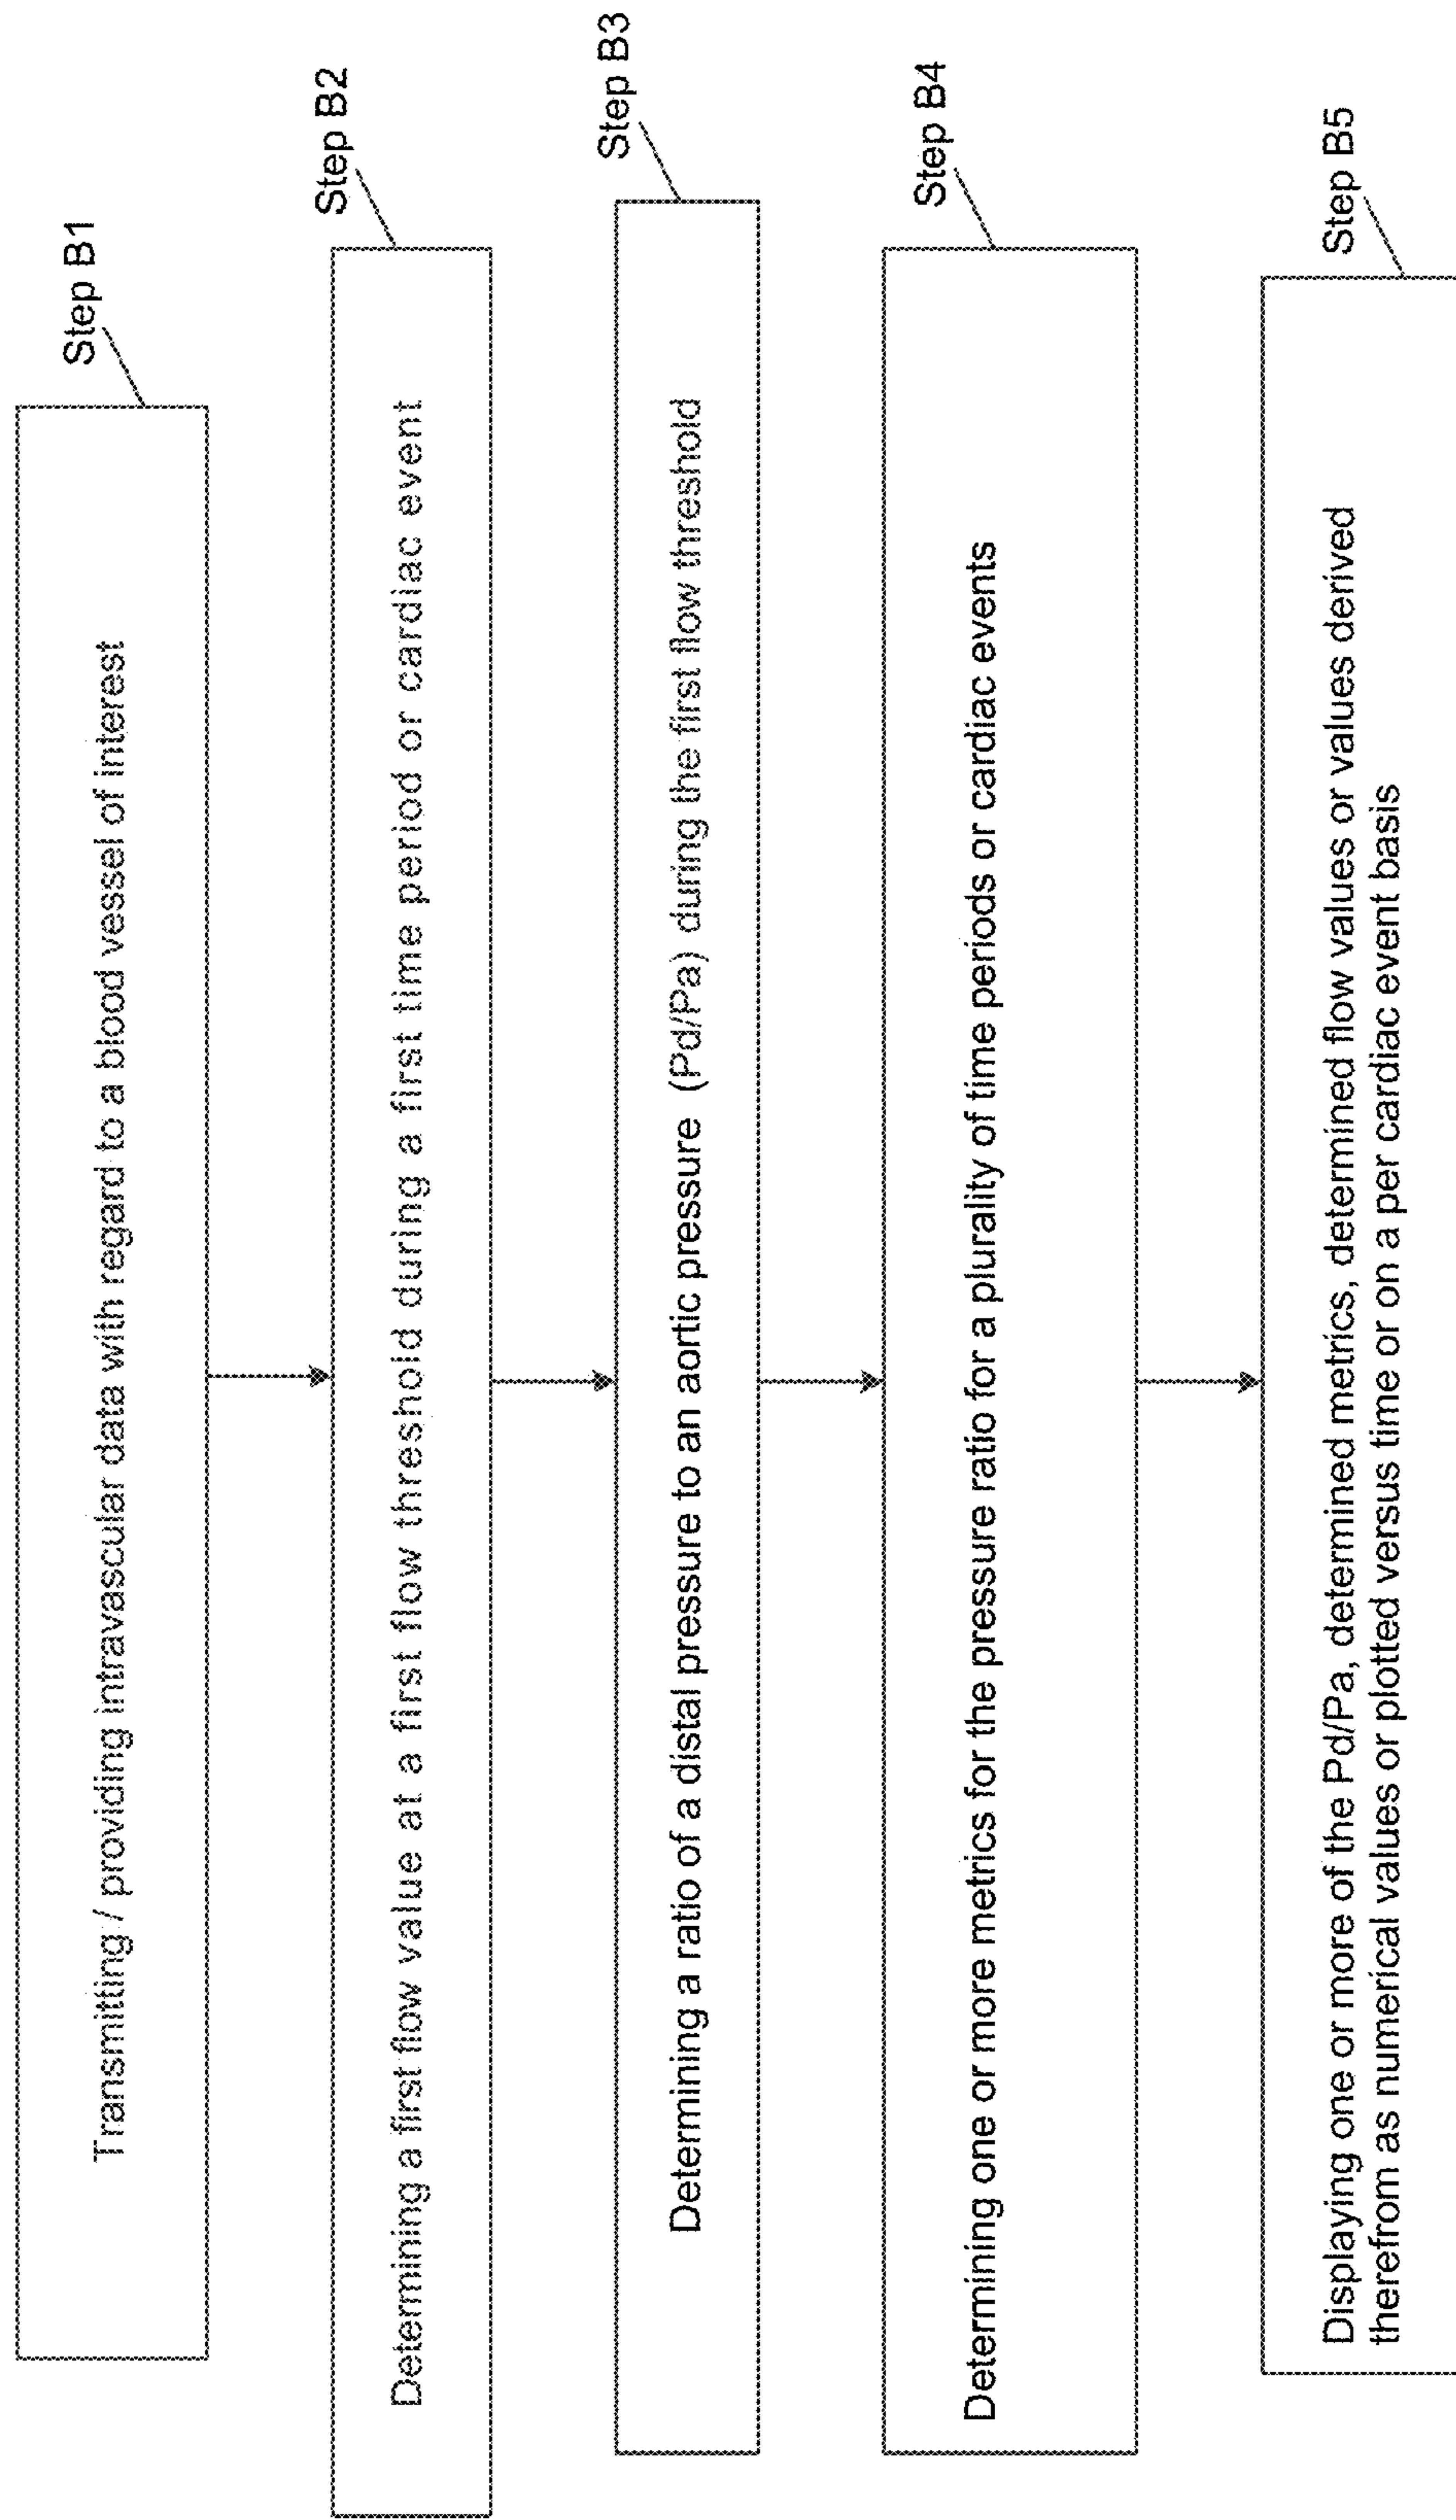 Step B1
Transmitting / providing intravascular data with regard to a blood vessel of interest
Step B2
Determining a first flow value at a first flow threshold during a first time period or cardiac event
Step B3
Determining a ratio of a distal pressure to an aortic pressure (Pd/Pa) during the first flow threshold
Step B4
Determining one or more metrics for the pressure ratio for a plurality of time periods or cardiac events
Step B5
Displaying one or more of the Pd/Pa, determined metrics, determined flow values or values derived
therefrom as numerical values or plotted versus time or on a per cardiac event basis